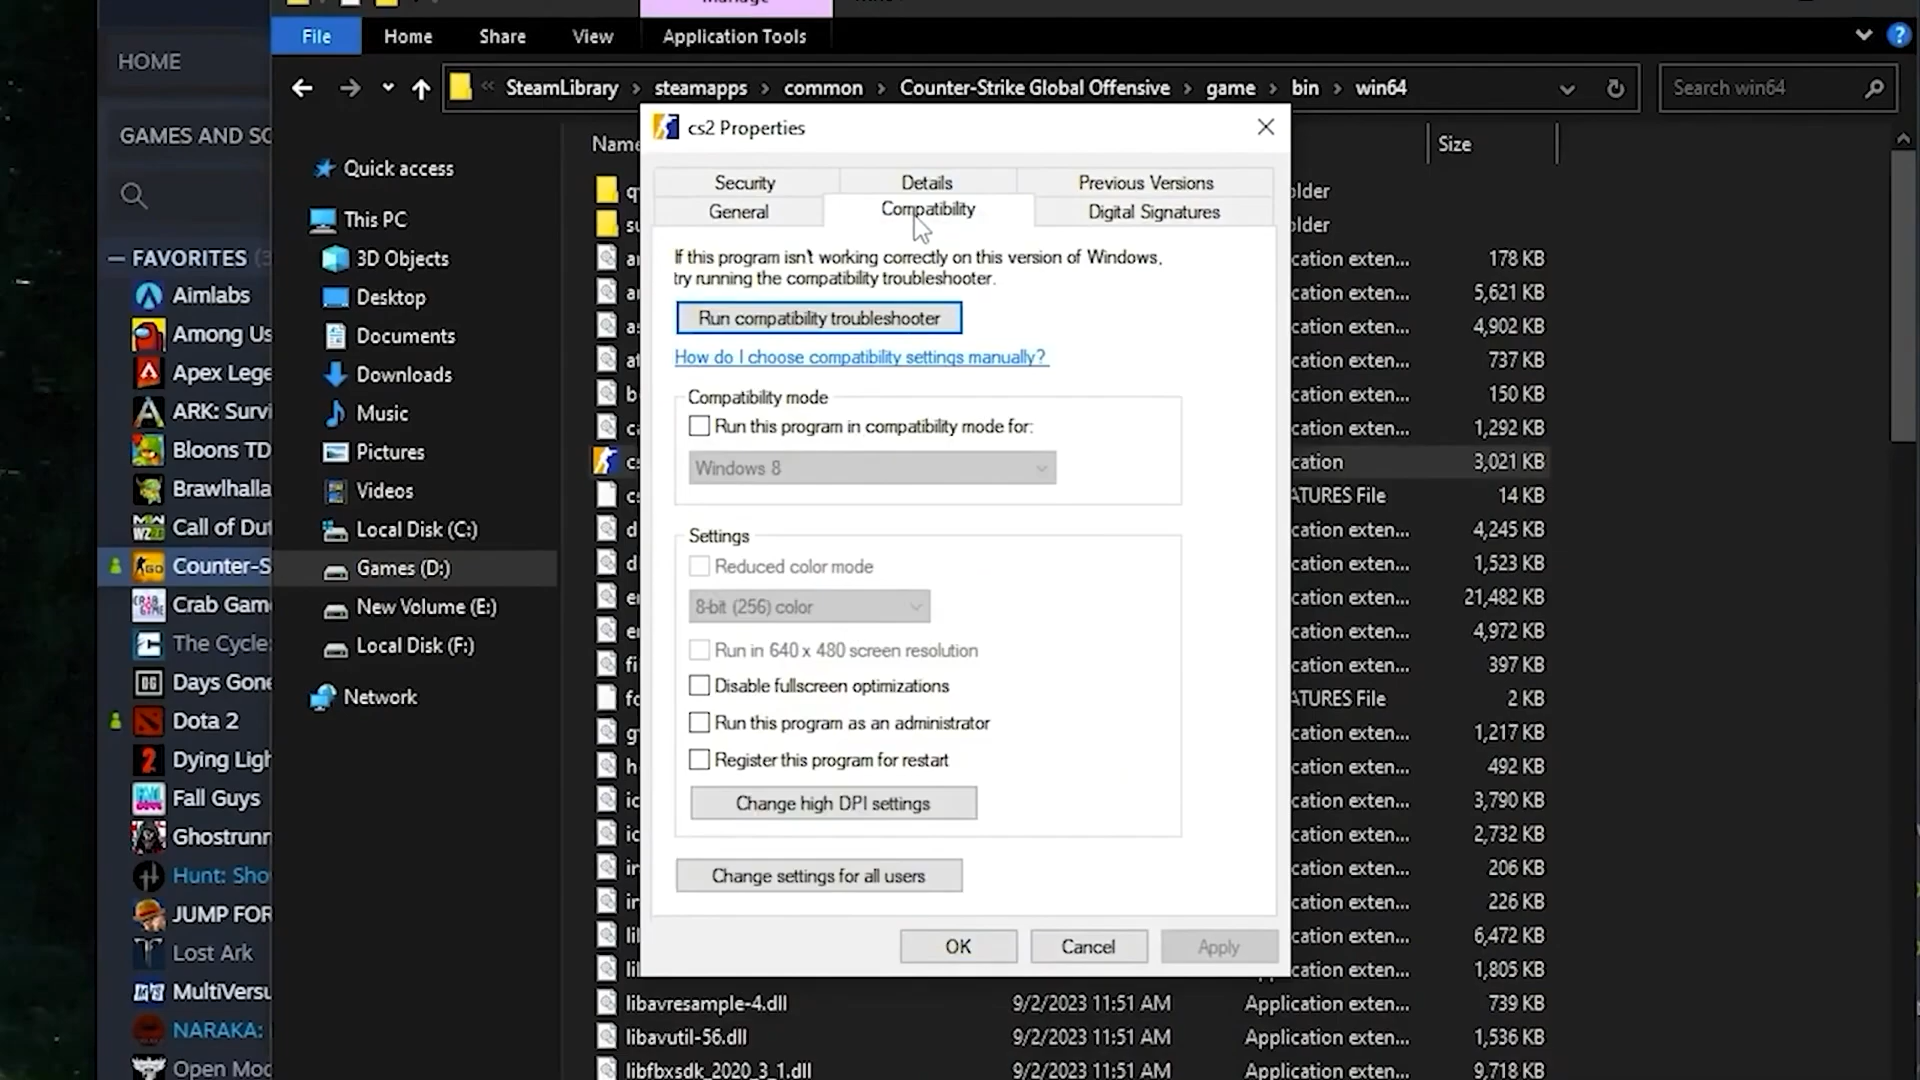 HOME
GAMES AND SO
FAVORITES
Aimlabs
Among Us
Apex Lege
ARK: Survi
Bloons TD
Brawlhalla
Call of Dut
Counter-S
Crab Gam
The Cycle:
Days Gone
Dota 2
Dying Ligh
Fall Guys
Ghostrunn
Hunt: Sho
JUMP FOR
Lost Ark
MultiVersu
NARAKA:
Open Mod
File Home Share View Application Tools
SteamLibrary steamapps common Counter-Strike Global Offensive game bin win64
Search win64
Quick access
This PC
3D Objects
Desktop
Documents
Downloads
Music
Pictures
Videos
Local Disk (C:)
Games (D:)
New Volume (E:)
Local Disk (F:)
Network
cs2 Properties
Security Details Previous Versions
General Compatibility Digital Signatures
If this program isn't working correctly on this version of Windows,
try running the compatibility troubleshooter.
Run compatibility troubleshooter
How do I choose compatibility settings manually?
Compatibility mode
Run this program in compatibility mode for:
Windows 8
Settings
Reduced color mode
8-bit (256) color
Run in 640 x 480 screen resolution
Disable fullscreen optimizations
Run this program as an administrator
Register this program for restart
Change high DPI settings
Change settings for all users
OK Cancel Apply
Name Size
older
older
cation exten... 178 KB
cation exten... 5,621 KB
cation exten... 4,902 KB
cation exten... 737 KB
cation exten... 150 KB
cation exten... 1,292 KB
cation 3,021 KB
ATURES File 14 KB
cation exten... 4,245 KB
cation exten... 1,523 KB
cation exten... 21,482 KB
cation exten... 4,972 KB
cation exten... 397 KB
ATURES File 2 KB
cation exten... 1,217 KB
cation exten... 492 KB
cation exten... 3,790 KB
cation exten... 2,732 KB
cation exten... 206 KB
cation exten... 226 KB
cation exten... 6,472 KB
cation exten... 1,805 KB
libavresample-4.dll 9/2/2023 11:51 AM Application exten... 739 KB
libavutil-56.dll 9/2/2023 11:51 AM Application exten... 1,536 KB
libfbxsdk_2020_3_1.dll 9/2/2023 11:51 AM Application exten... 9,718 KB